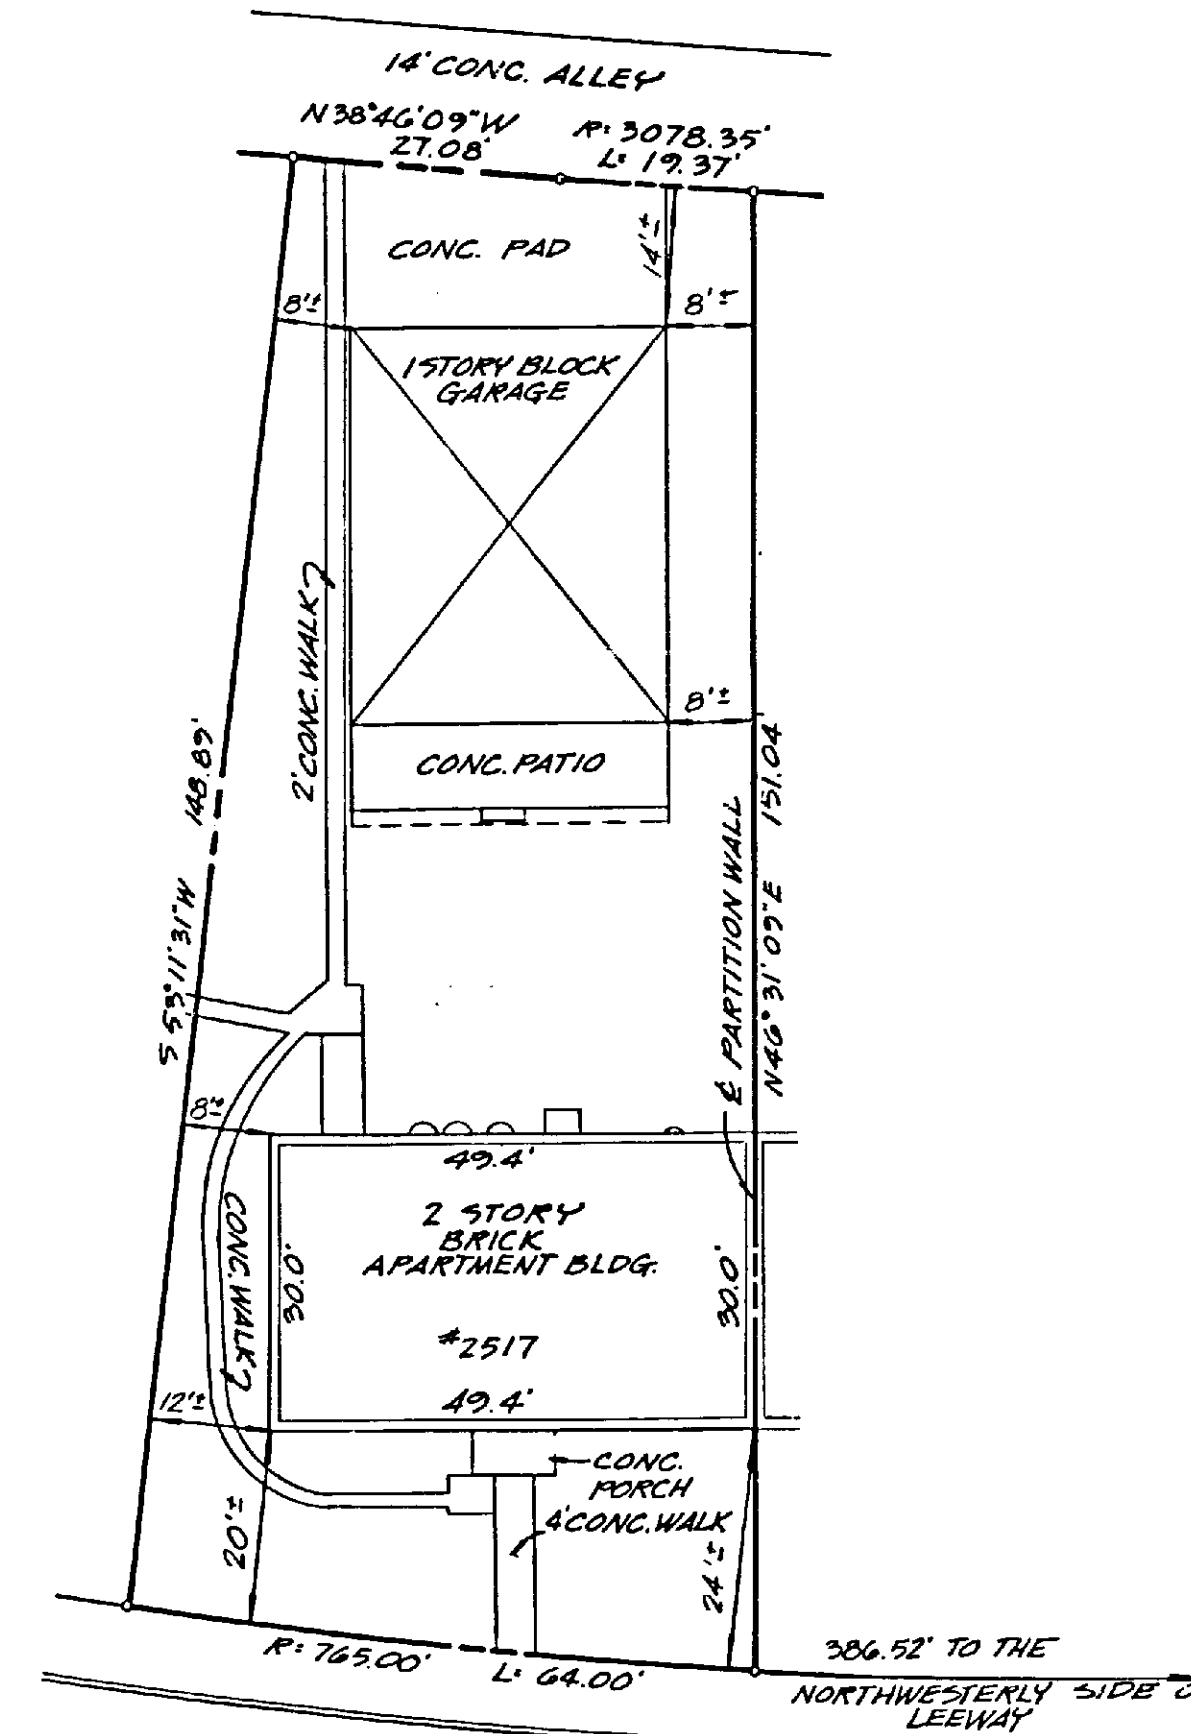 14' CONC. ALLEY
N 38°46'09" W
27.08'
R: 3078.35'
L: 19.37'
CONC. PAD
14'±
8'±
8'±
1 STORY BLOCK
GARAGE
2' CONC. WALK
8'±
CONC. PATIO
148.89'
S 53°11'31" W
℄ PARTITION WALL
N 46°31'09" E 151.04
8'±
49.4'
2 STORY
BRICK
APARTMENT BLDG.
30.0'
30.0'
CONC. WALK
#2517
49.4'
12'±
CONC.
PORCH
4' CONC. WALK
20'±
24'±
R: 765.00'
L: 64.00'
386.52' TO THE
NORTHWESTERLY SIDE O
LEEWAY